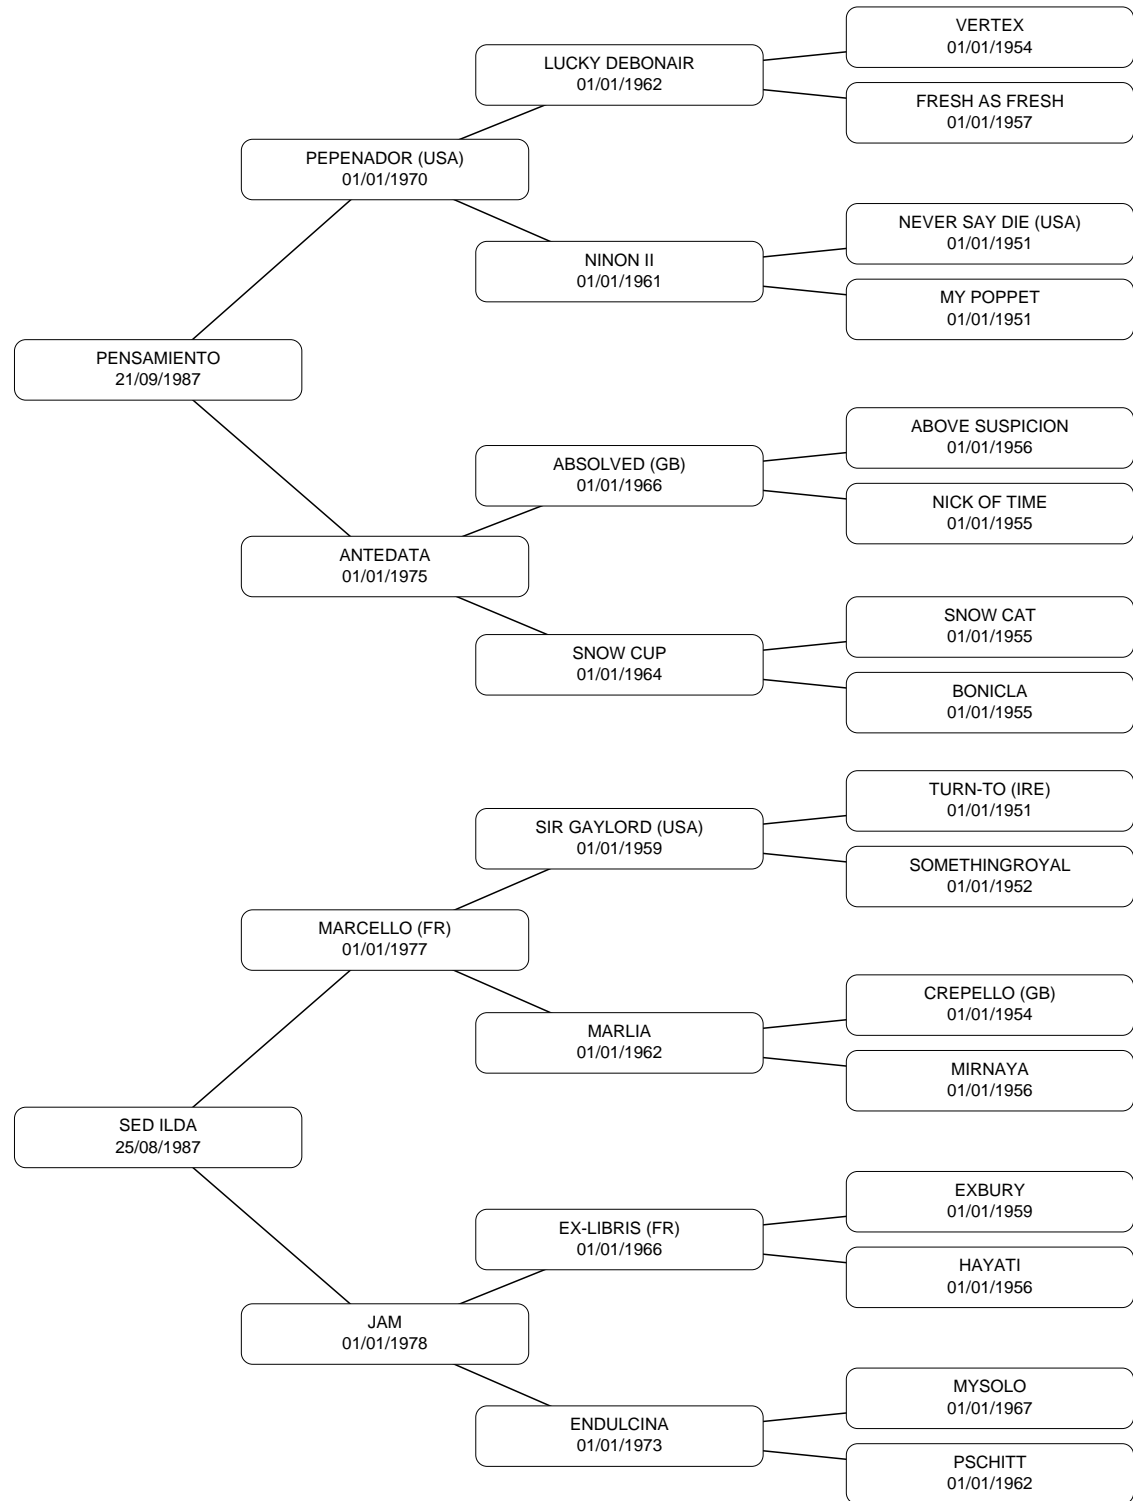 VERTEX
01/01/1954
LUCKY DEBONAIR
01/01/1962
FRESH AS FRESH
01/01/1957
PEPENADOR (USA)
01/01/1970
NEVER SAY DIE (USA)
01/01/1951
NINON II
01/01/1961
MY POPPET
01/01/1951
PENSAMIENTO
21/09/1987
ABOVE SUSPICION
01/01/1956
ABSOLVED (GB)
01/01/1966
NICK OF TIME
01/01/1955
ANTEDATA
01/01/1975
SNOW CAT
01/01/1955
SNOW CUP
01/01/1964
BONICLA
01/01/1955
TURN-TO (IRE)
01/01/1951
SIR GAYLORD (USA)
01/01/1959
SOMETHINGROYAL
01/01/1952
MARCELLO (FR)
01/01/1977
CREPELLO (GB)
01/01/1954
MARLIA
01/01/1962
MIRNAYA
01/01/1956
SED ILDA
25/08/1987
EXBURY
01/01/1959
EX-LIBRIS (FR)
01/01/1966
HAYATI
01/01/1956
JAM
01/01/1978
MYSOLO
01/01/1967
ENDULCINA
01/01/1973
PSCHITT
01/01/1962